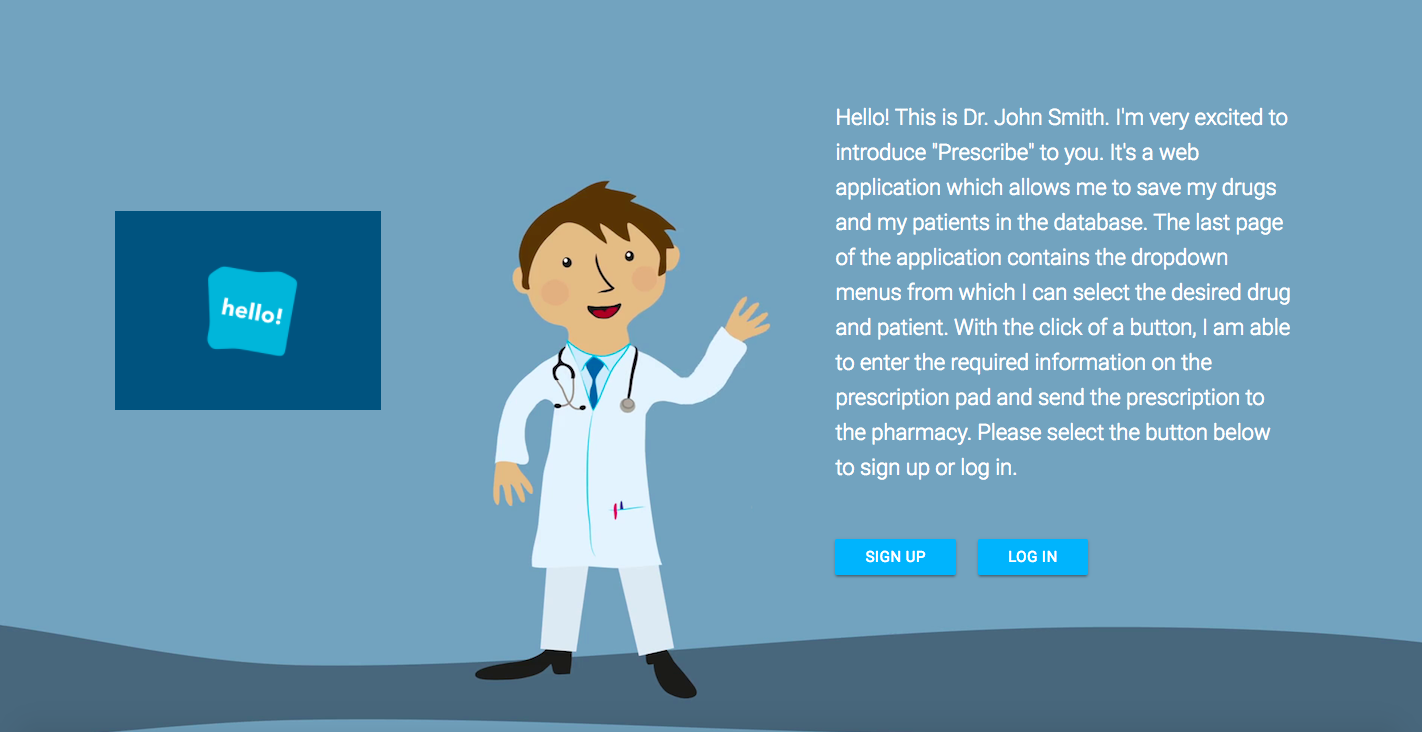 hello!
Hello! This is Dr. John Smith. I'm very excited to
introduce "Prescribe" to you. It's a web
application which allows me to save my drugs
and my patients in the database. The last page
of the application contains the dropdown
menus from which I can select the desired drug
and patient. With the click of a button, I am able
to enter the required information on the
prescription pad and send the prescription to
the pharmacy. Please select the button below
to sign up or log in.
SIGN UP
LOG IN